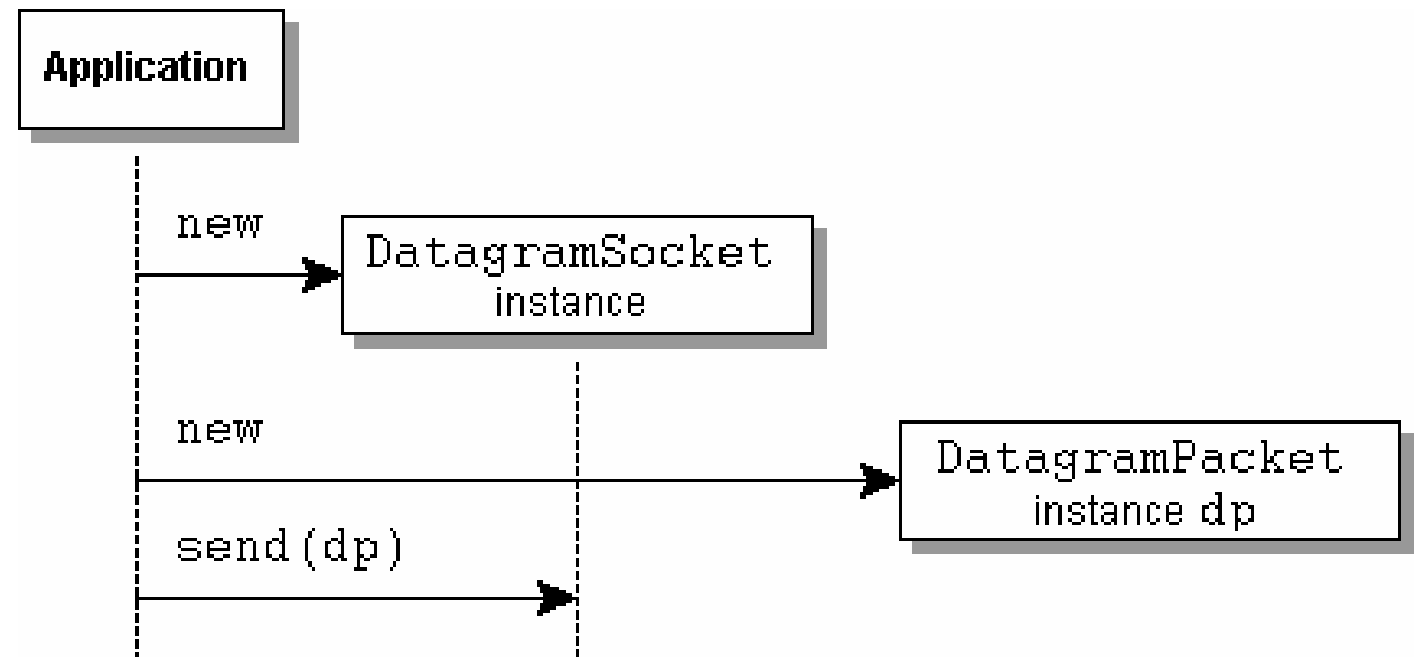 Application
new
DatagramSocket
instance
new
DatagramPacket
instance dp
send(dp)